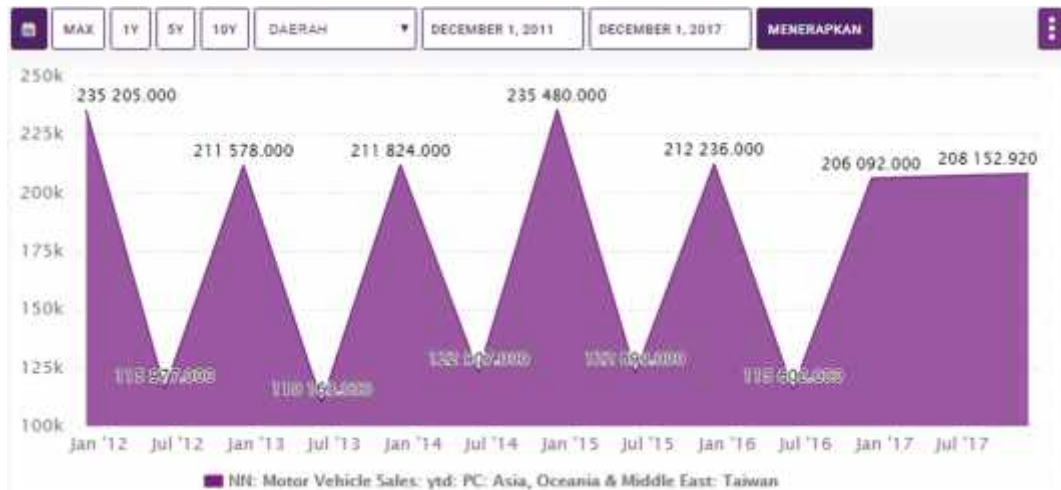 MAX 1Y 5Y 10Y DAERAH DECEMBER 1, 2011 DECEMBER 1, 2017 MENERAPKAN
250k
235 205.000 235 480.000
225k
211 578.000 211 824.000 212 236.000 206 092.000 208 152.920
200k
175k
150k
125k
100k
Jan '12 Jul '12 Jan '13 Jul '13 Jan '14 Jul '14 Jan '15 Jul '15 Jan '16 Jul '16 Jan '17 Jul '17
NN: Motor Vehicle Sales: ytd: PC: Asia, Oceania & Middle East: Taiwan